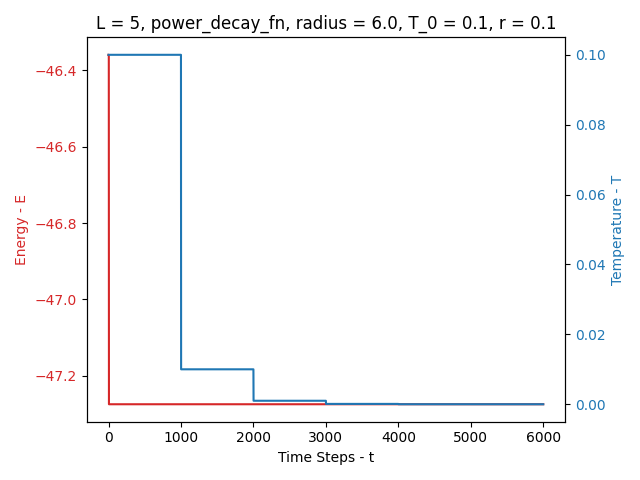 L = 5, power_decay_fn, radius = 6.0, T_0 = 0.1, r = 0.1
−46.4
−46.6
−46.8
−47.0
−47.2
Energy - E
0.10
0.08
0.06
0.04
0.02
0.00
Temperature - T
0 1000 2000 3000 4000 5000 6000
Time Steps - t